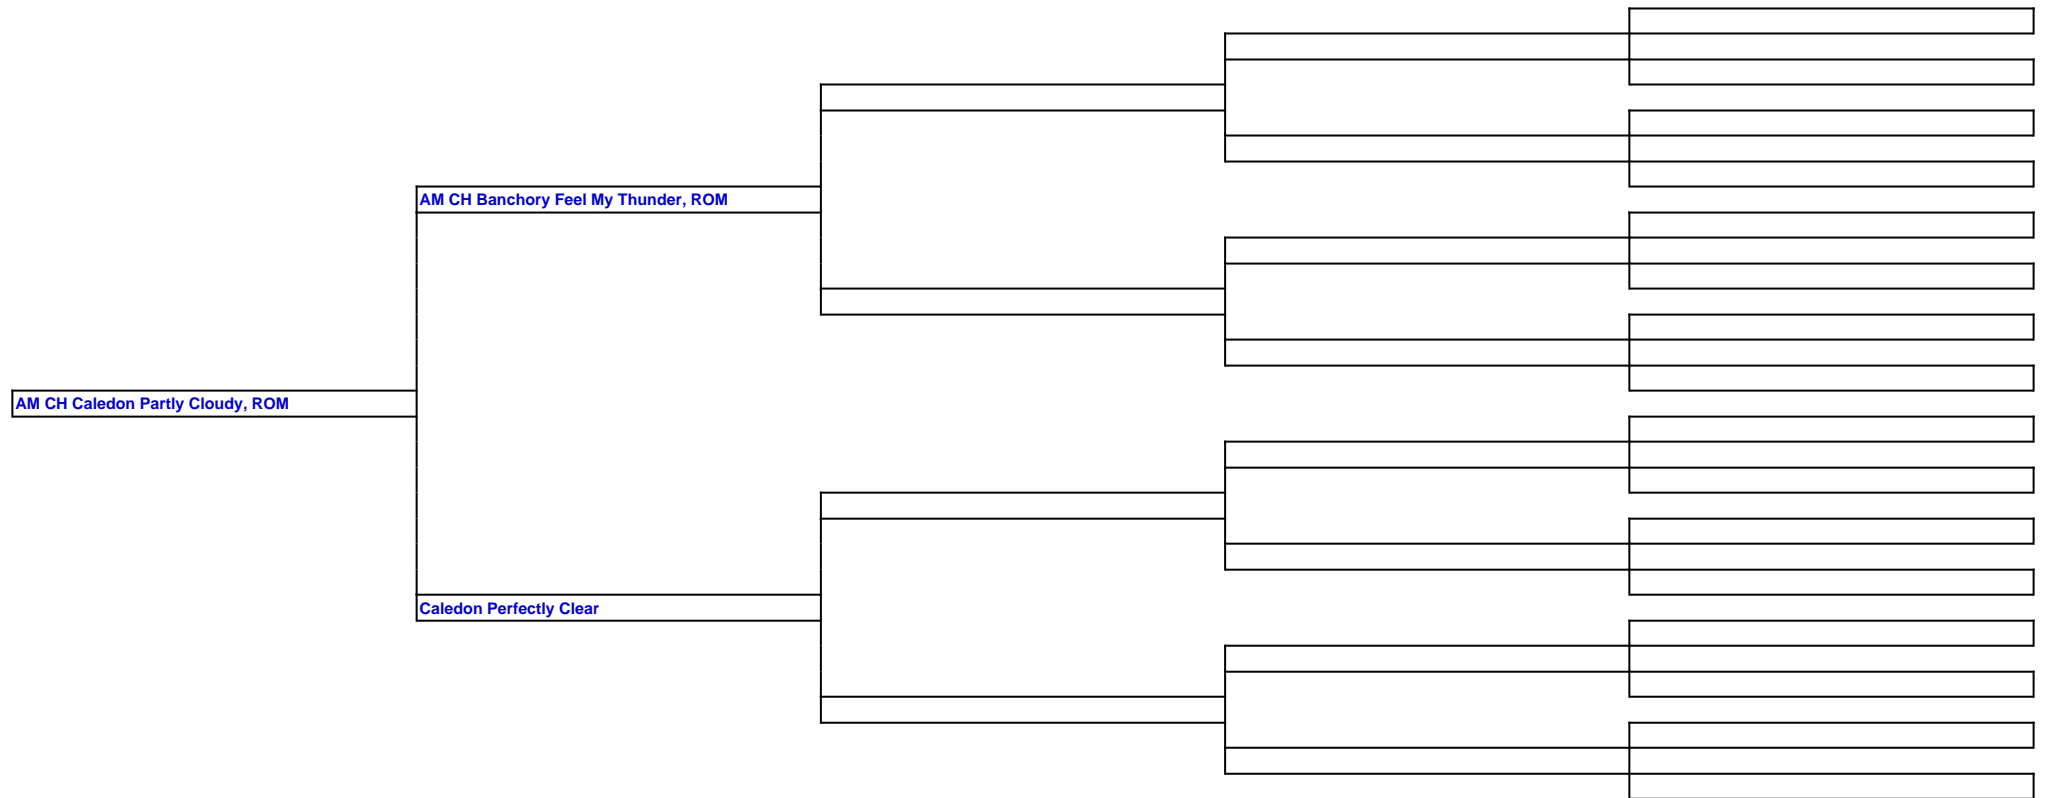 AM CH Banchory Feel My Thunder, ROM
AM CH Caledon Partly Cloudy, ROM
Caledon Perfectly Clear